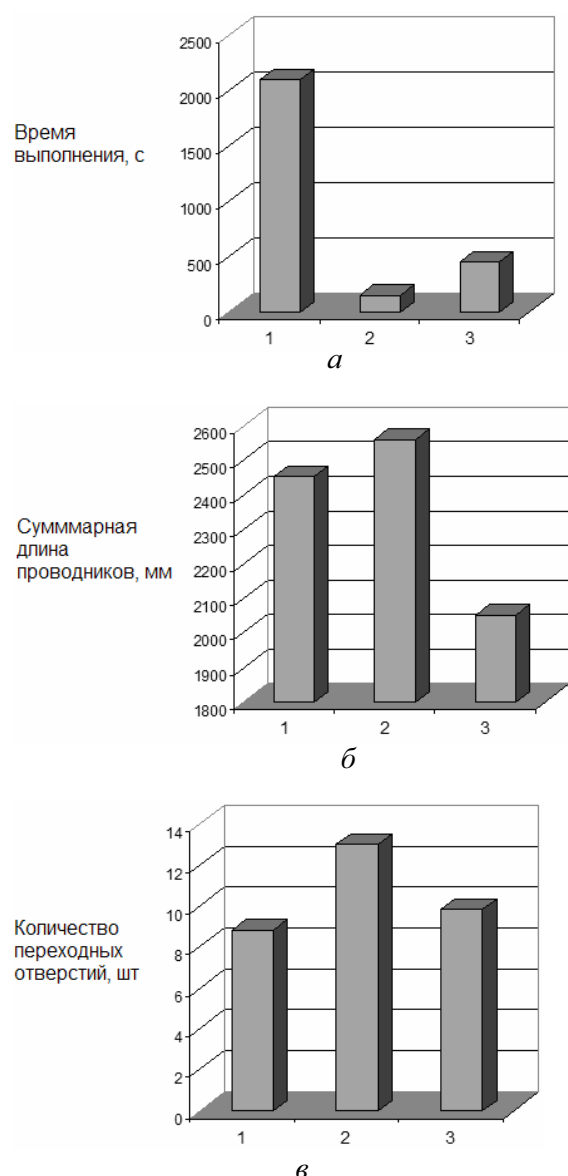 2500
2000
1500
1000
500
0
Время
выполнения, с
1 2 3
а
2600
2500
2400
2300
2200
2100
2000
1900
1800
Сумммарная
длина
проводников, мм
1 2 3
б
14
12
10
8
6
4
2
0
Количество
переходных
отверстий, шт
1 2 3
в